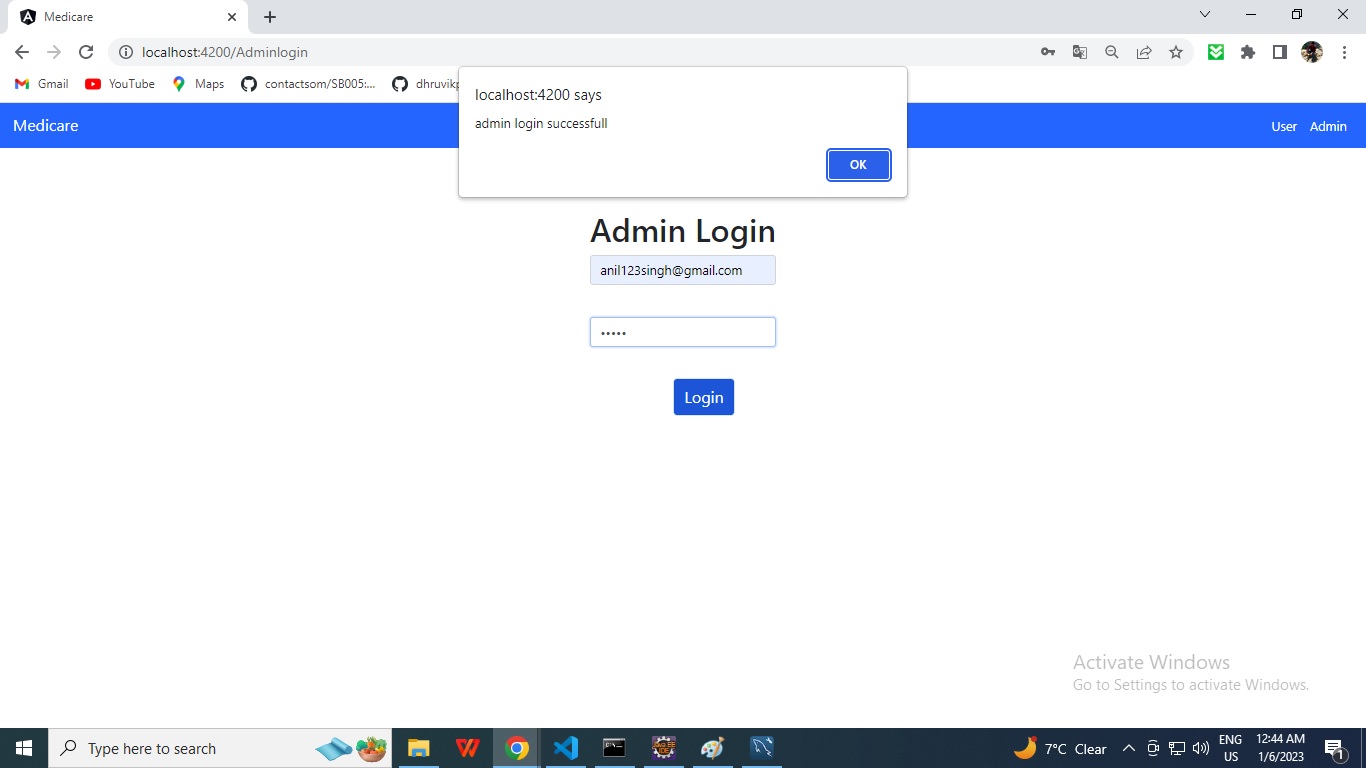 Medicare
localhost:4200/Adminlogin
Gmail
YouTube
Maps
contactsom/SB005:...
dhruvikp
localhost:4200 says
admin login successfull
OK
Medicare
User
Admin
Admin Login
anil123singh@gmail.com
•••••
Login
Activate Windows
Go to Settings to activate Windows.
Type here to search
7°C Clear
ENG
US
12:44 AM
1/6/2023
1